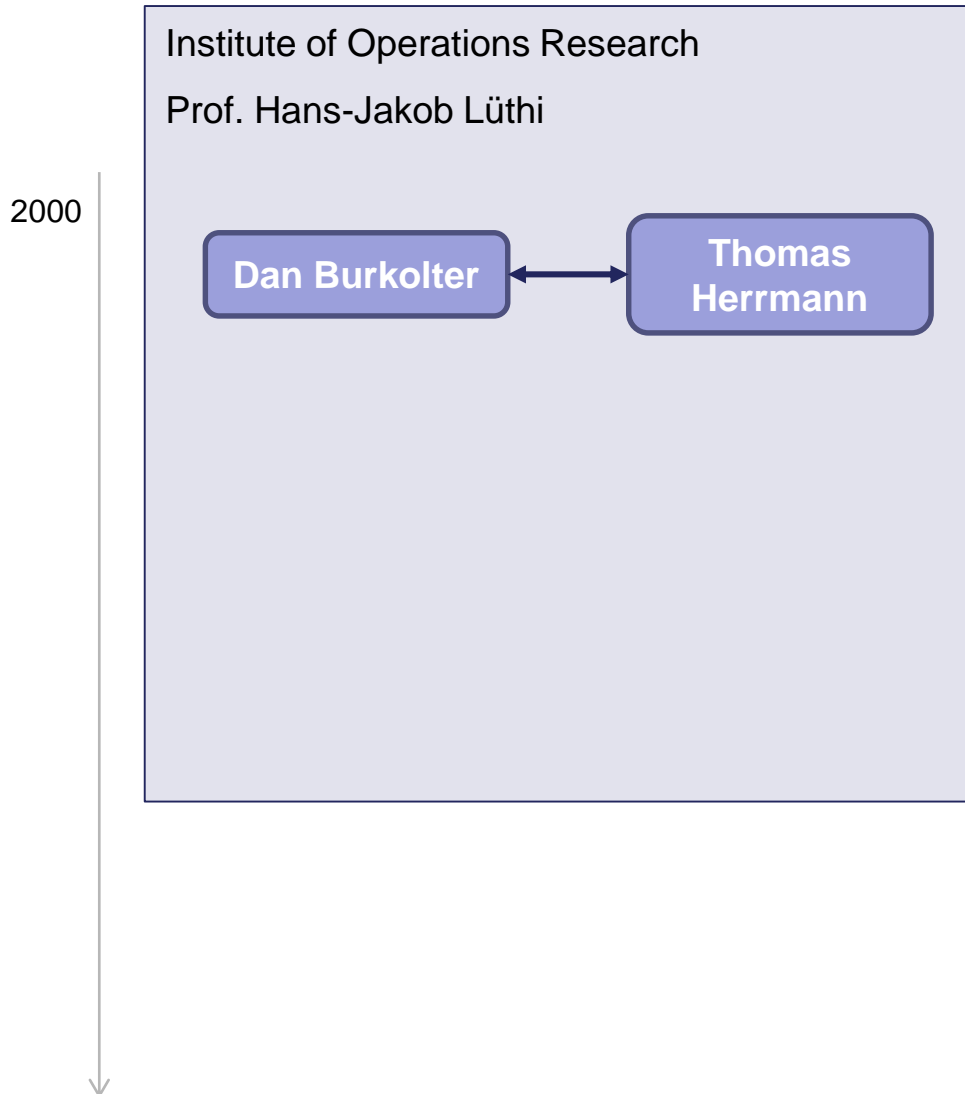 Institute of Operations Research
Prof. Hans-Jakob Lüthi
2000
Dan Burkolter
Thomas
Herrmann